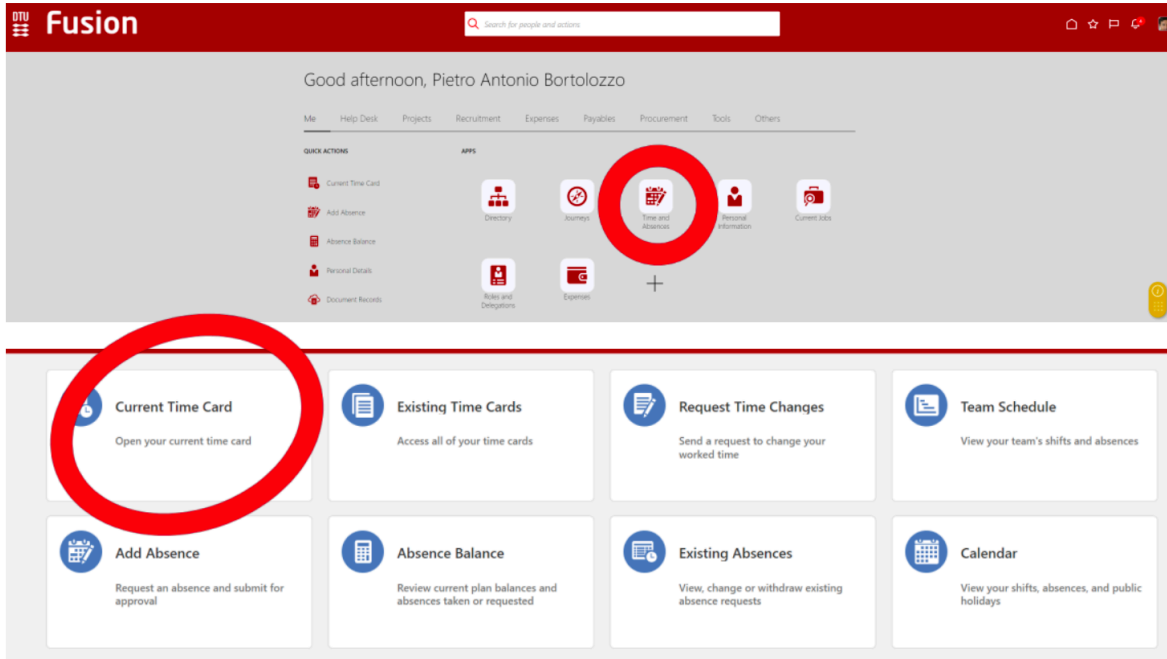 DTU
Fusion
Search for people and actions
Good afternoon, Pietro Antonio Bortolozzo
Me Help Desk Projects Recruitment Expenses Payables Procurement Tools Others
QUICK ACTIONS
APPS
Current Time Card
Add Absence
Absence Balance
Personal Details
Document Records
Directory
Journeys
Time and
Absences
Personal
Information
Current Jobs
Roles and
Delegations
Expenses
Current Time Card
Open your current time card
Existing Time Cards
Access all of your time cards
Request Time Changes
Send a request to change your
worked time
Team Schedule
View your team's shifts and absences
Add Absence
Request an absence and submit for
approval
Absence Balance
Review current plan balances and
absences taken or requested
Existing Absences
View, change or withdraw existing
absence requests
Calendar
View your shifts, absences, and public
holidays